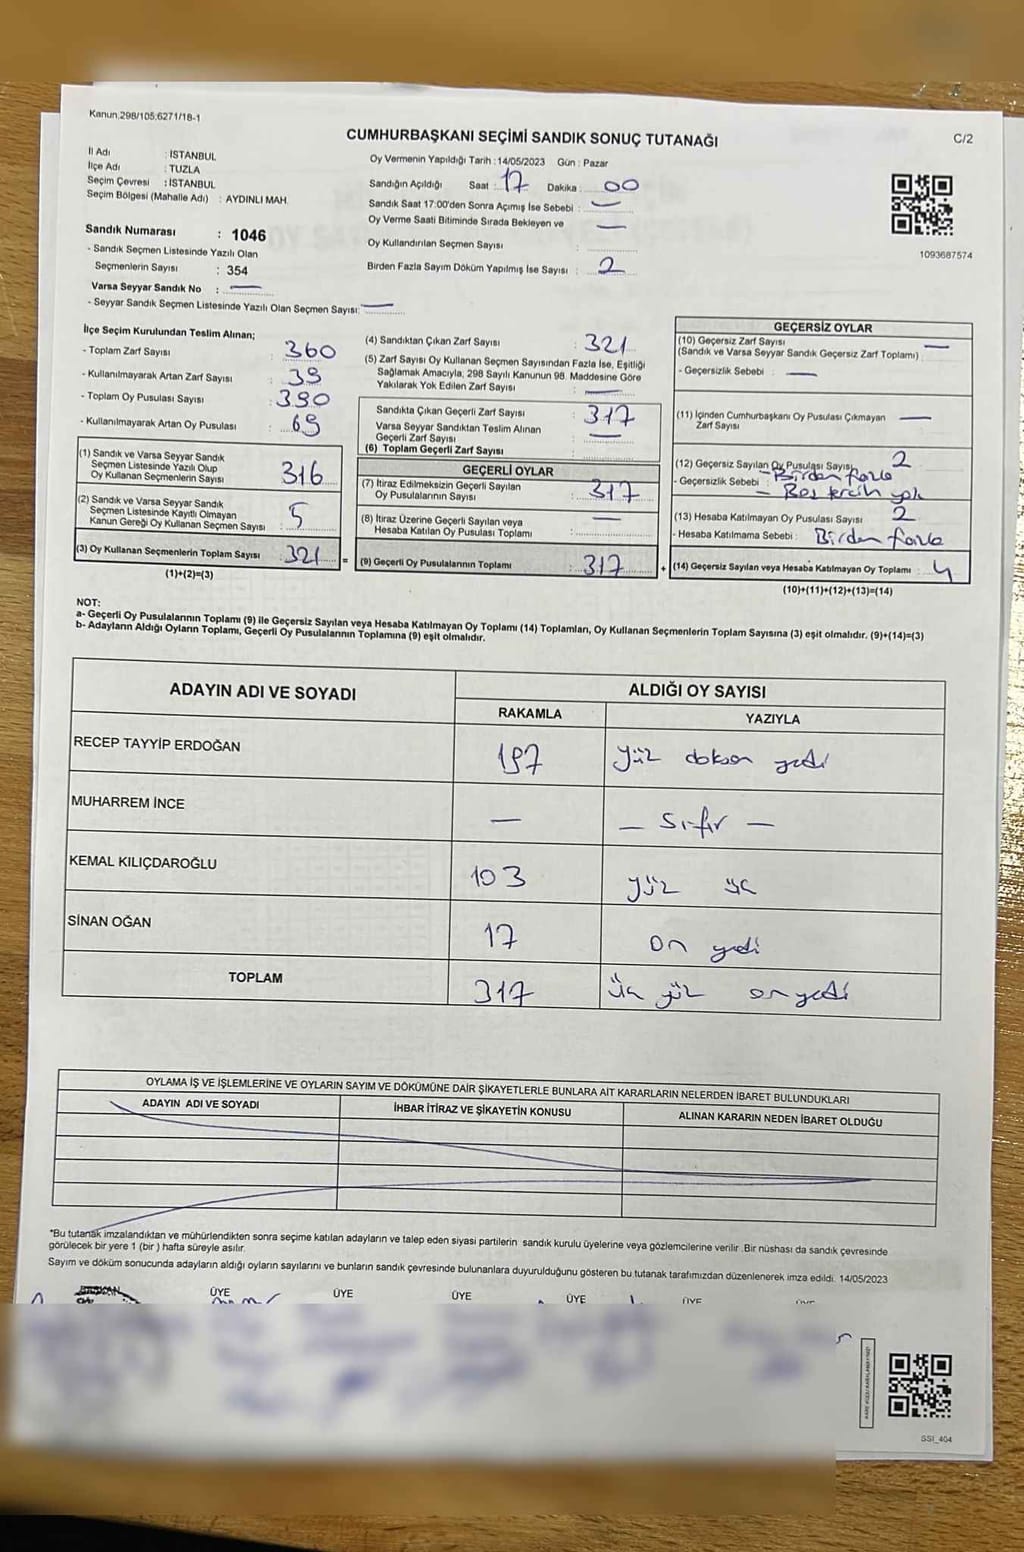 Kanun.298/105,6271/18-1
CUMHURBAŞKANI SEÇİMİ SANDIK SONUÇ TUTANAĞI
C/2
İl Adı : İSTANBUL
İlçe Adı : TUZLA
Seçim Çevresi : İSTANBUL
Seçim Bölgesi (Mahalle Adı) : AYDINLI MAH.
Sandık Numarası : 1046
- Sandık Seçmen Listesinde Yazılı Olan
Seçmenlerin Sayısı : 354
Varsa Seyyar Sandık No : —
- Seyyar Sandık Seçmen Listesinde Yazılı Olan Seçmen Sayısı: —
Oy Vermenin Yapıldığı Tarih : 14/05/2023 Gün : Pazar
Sandığın Açıldığı Saat : 17 Dakika : 00
Sandık Saat 17:00'den Sonra Açımış İse Sebebi : —
Oy Verme Saati Bitiminde Sırada Bekleyen ve —
Oy Kullandırılan Seçmen Sayısı :
Birden Fazla Sayım Döküm Yapılmış İse Sayısı : 2
1093687574
İlçe Seçim Kurulundan Teslim Alınan;
- Toplam Zarf Sayısı : 360
- Kullanılmayarak Artan Zarf Sayısı : 39
- Toplam Oy Pusulası Sayısı : 390
- Kullanılmayarak Artan Oy Pusulası : 69
(1) Sandık ve Varsa Seyyar Sandık
Seçmen Listesinde Yazılı Olup
Oy Kullanan Seçmenlerin Sayısı : 316
(2) Sandık ve Varsa Seyyar Sandık
Seçmen Listesinde Kayıtlı Olmayan
Kanun Gereği Oy Kullanan Seçmen Sayısı : 5
(3) Oy Kullanan Seçmenlerin Toplam Sayısı : 321 =
(1)+(2)=(3)
(4) Sandıktan Çıkan Zarf Sayısı : 321
(5) Zarf Sayısı Oy Kullanan Seçmen Sayısından Fazla İse, Eşitliği
Sağlamak Amacıyla; 298 Sayılı Kanunun 98. Maddesine Göre
Yakılarak Yok Edilen Zarf Sayısı : —
Sandıkta Çıkan Geçerli Zarf Sayısı : 317
Varsa Seyyar Sandıktan Teslim Alınan
Geçerli Zarf Sayısı : —
(6) Toplam Geçerli Zarf Sayısı :
GEÇERLİ OYLAR
(7) İtiraz Edilmeksizin Geçerli Sayılan
Oy Pusulalarının Sayısı : 317
(8) İtiraz Üzerine Geçerli Sayılan veya
Hesaba Katılan Oy Pusulası Toplamı : —
(9) Geçerli Oy Pusulalarının Toplamı : 317 +
GEÇERSİZ OYLAR
(10) Geçersiz Zarf Sayısı —
(Sandık ve Varsa Seyyar Sandık Geçersiz Zarf Toplamı) :
- Geçersizlik Sebebi : —
(11) İçinden Cumhurbaşkanı Oy Pusulası Çıkmayan —
Zarf Sayısı
(12) Geçersiz Sayılan Oy Pusulası Sayısı 2
- Geçersizlik Sebebi : – Birden fazla
– Boş tercih yok
(13) Hesaba Katılmayan Oy Pusulası Sayısı 2
- Hesaba Katılmama Sebebi : Birden fazla
(14) Geçersiz Sayılan veya Hesaba Katılmayan Oy Toplamı : 4
(10)+(11)+(12)+(13)=(14)
NOT:
a- Geçerli Oy Pusulalarının Toplamı (9) ile Geçersiz Sayılan veya Hesaba Katılmayan Oy Toplamı (14) Toplamları, Oy Kullanan Seçmenlerin Toplam Sayısına (3) eşit olmalıdır. (9)+(14)=(3)
b- Adayların Aldığı Oyların Toplamı, Geçerli Oy Pusulalarının Toplamına (9) eşit olmalıdır.
ADAYIN ADI VE SOYADI
ALDIĞI OY SAYISI
RAKAMLA YAZIYLA
RECEP TAYYİP ERDOĞAN 197 yüz doksan yedi
MUHARREM İNCE — – sıfır –
KEMAL KILIÇDAROĞLU 103 yüz üç
SİNAN OĞAN 17 on yedi
TOPLAM 317 üç yüz on yedi
OYLAMA İŞ VE İŞLEMLERİNE VE OYLARIN SAYIM VE DÖKÜMÜNE DAİR ŞİKAYETLERLE BUNLARA AİT KARARLARIN NELERDEN İBARET BULUNDUKLARI
ADAYIN ADI VE SOYADI İHBAR İTİRAZ VE ŞİKAYETİN KONUSU ALINAN KARARIN NEDEN İBARET OLDUĞU
*Bu tutanak imzalandıktan ve mühürlendikten sonra seçime katılan adayların ve talep eden siyasi partilerin sandık kurulu üyelerine veya gözlemcilerine verilir .Bir nüshası da sandık çevresinde
görülecek bir yere 1 (bir ) hafta süreyle asılır.
Sayım ve döküm sonucunda adayların aldığı oyların sayılarını ve bunların sandık çevresinde bulunanlara duyurulduğunu gösteren bu tutanak tarafımızdan düzenlenerek imza edildi. 14/05/2023
BAŞKAN ÜYE ÜYE ÜYE ÜYE ÜYE
SSI_404